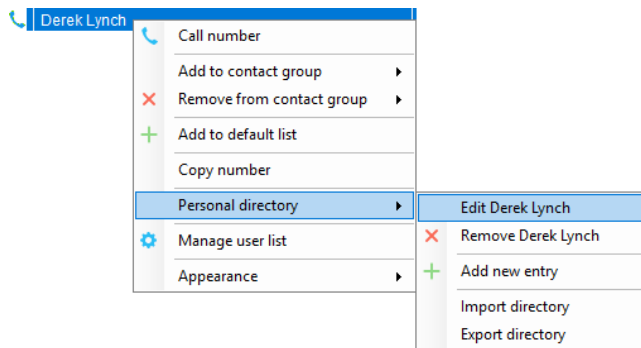 Derek Lynch
Call number
Add to contact group
Remove from contact group
Add to default list
Copy number
Personal directory
Edit Derek Lynch
Remove Derek Lynch
Manage user list
Add new entry
Appearance
Import directory
Export directory